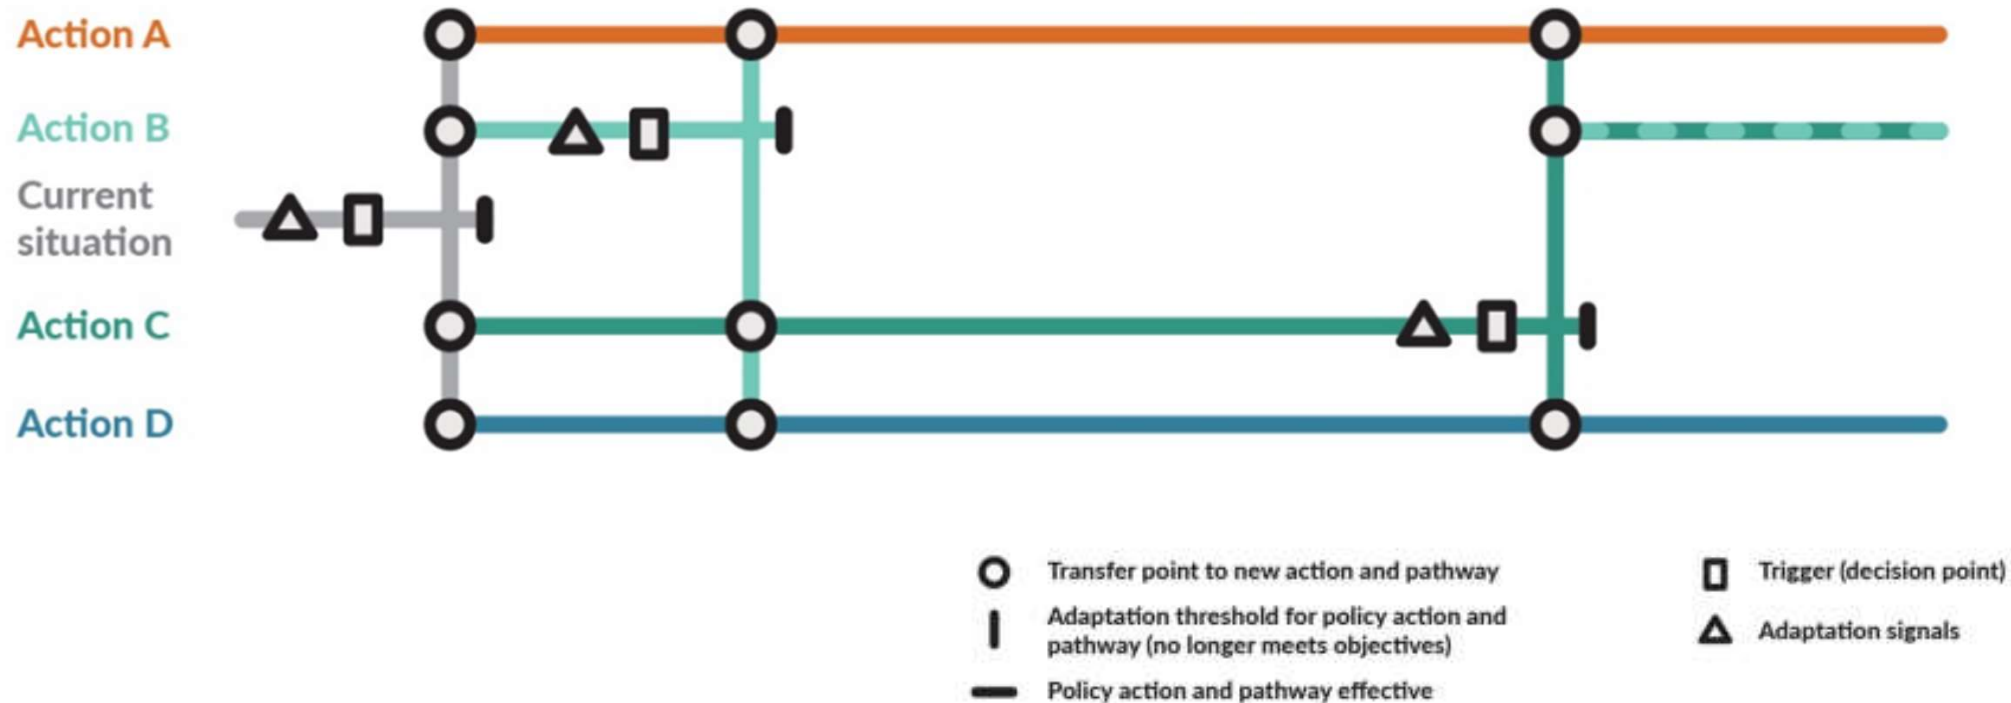 Action A
Action B
Current
situation
Action C
Action D
Transfer point to new action and pathway
Adaptation threshold for policy action and
pathway (no longer meets objectives)
Policy action and pathway effective
Trigger (decision point)
Adaptation signals